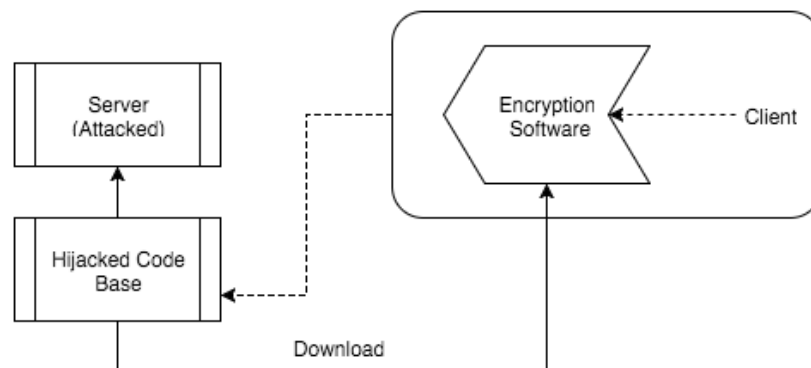 Server
(Attacked)
Encryption
Software
Client
Hijacked Code
Base
Download